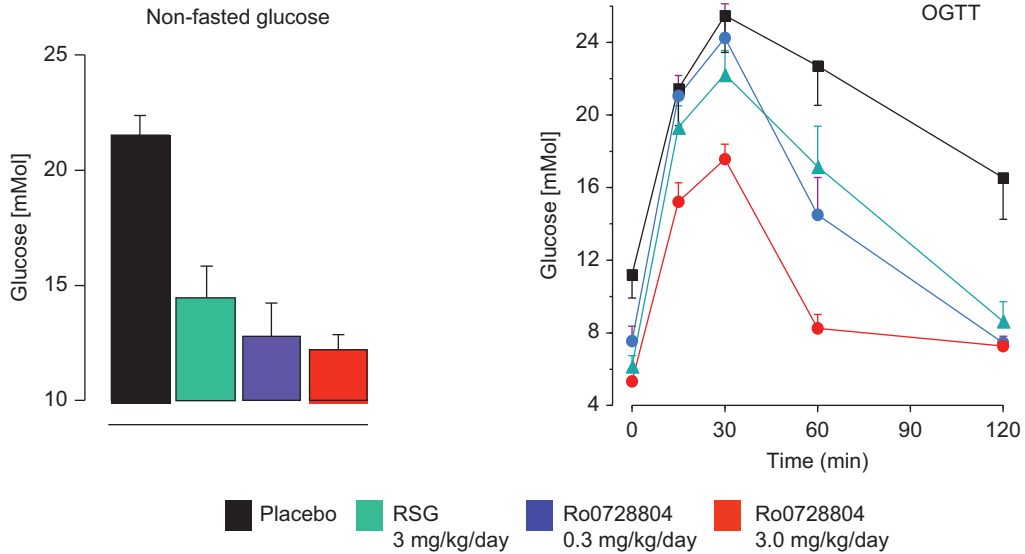 Non-fasted glucose
25
20
15
10
Glucose [mMol]
OGTT
24
20
16
12
8
4
Glucose [mMol]
0
30
60
90
120
Time (min)
Placebo
RSG
3 mg/kg/day
Ro0728804
0.3 mg/kg/day
Ro0728804
3.0 mg/kg/day